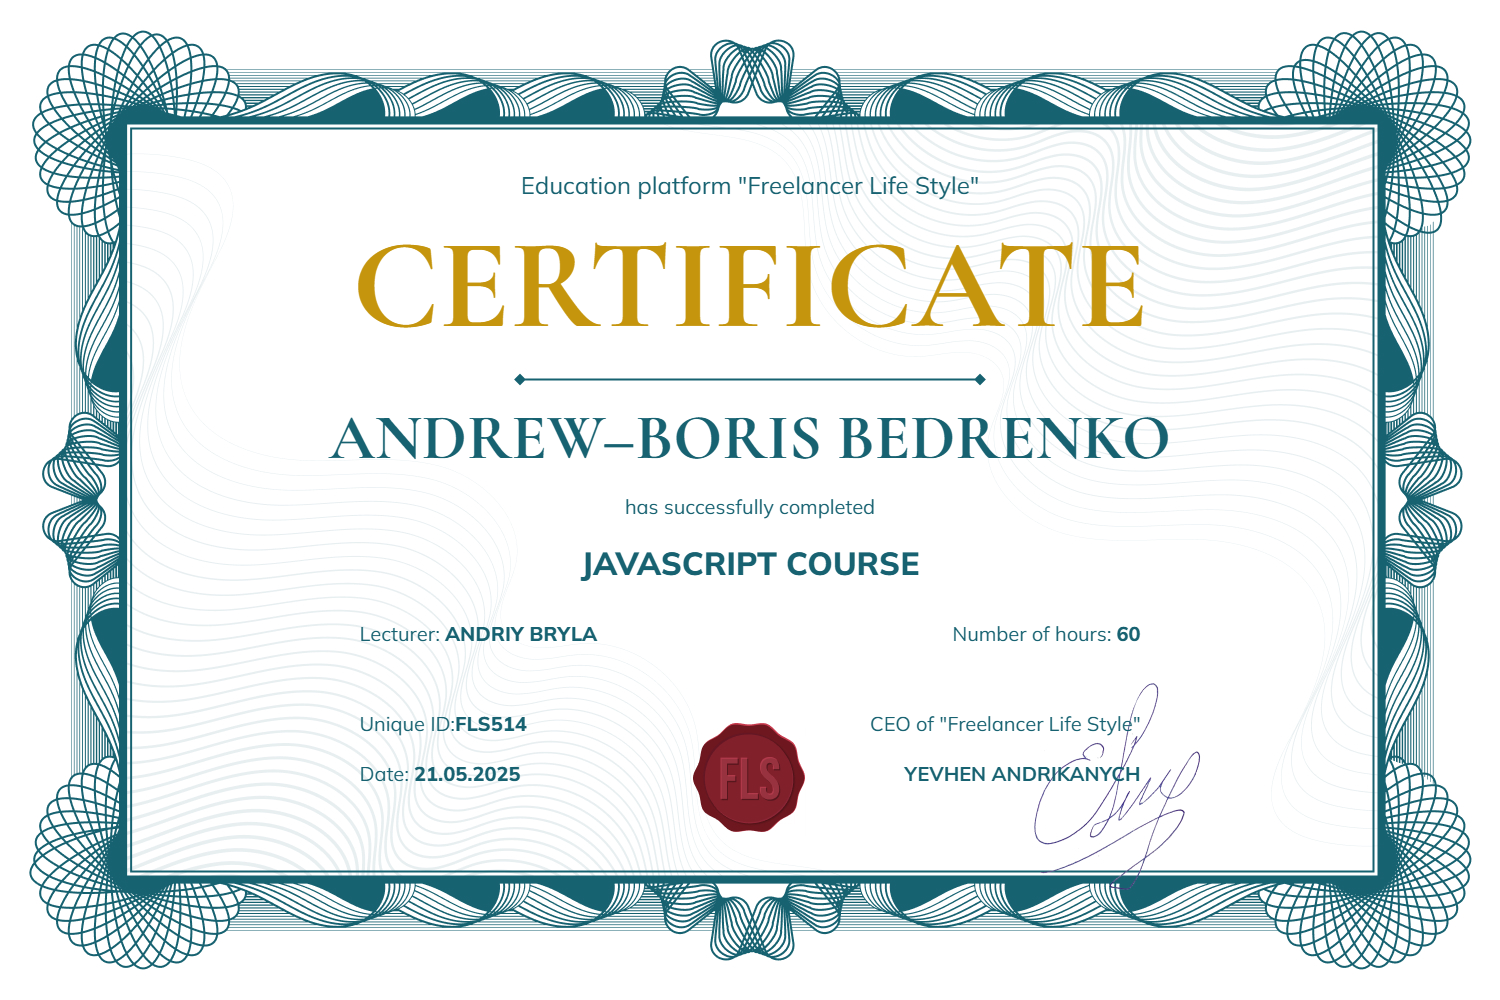 Education platform "Freelancer Life Style"
CERTIFICATE
ANDREW–BORIS BEDRENKO
has successfully completed
JAVASCRIPT COURSE
Lecturer: ANDRIY BRYLA
Number of hours: 60
Unique ID:FLS514
CEO of "Freelancer Life Style"
Date: 21.05.2025
FLS
YEVHEN ANDRIKANYCH